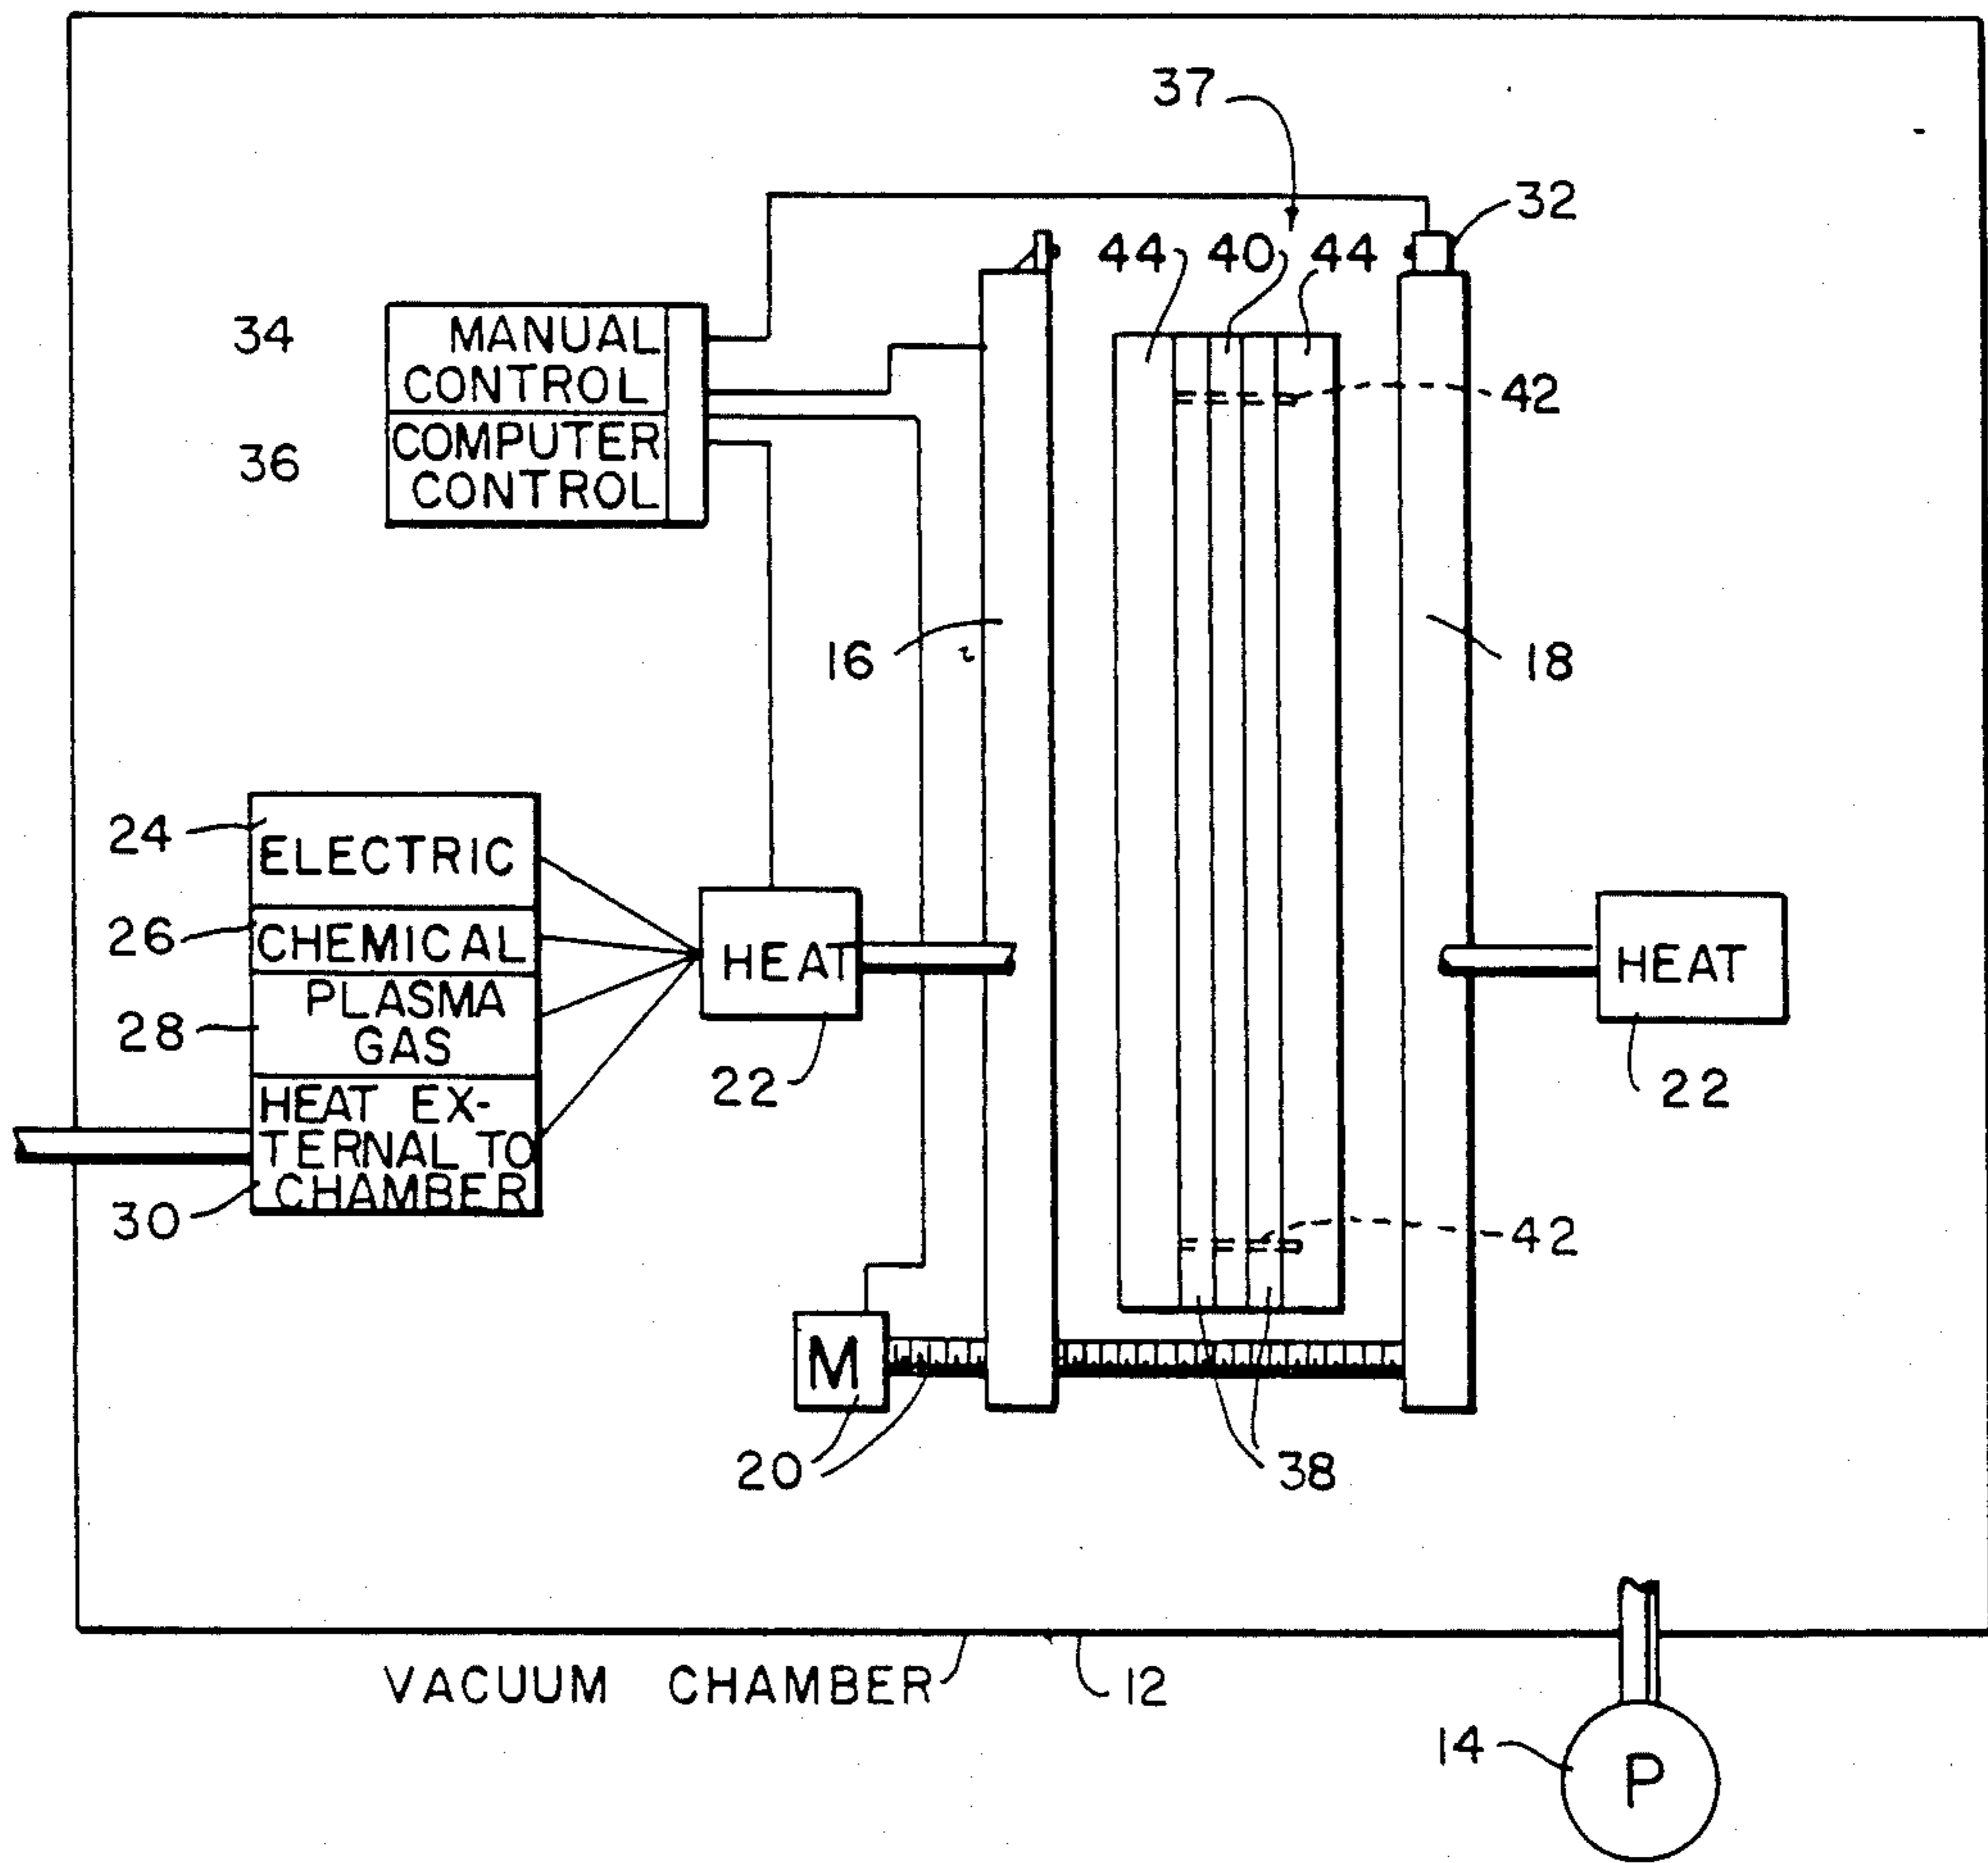 37
32
44 40 44
34
MANUAL
CONTROL
42
36
COMPUTER
CONTROL
16
18
24
ELECTRIC
26
CHEMICAL
HEAT
HEAT
28
PLASMA
GAS
22
22
HEAT EX-
TERNAL TO
CHAMBER
30
42
M
20
38
VACUUM CHAMBER
12
14
P